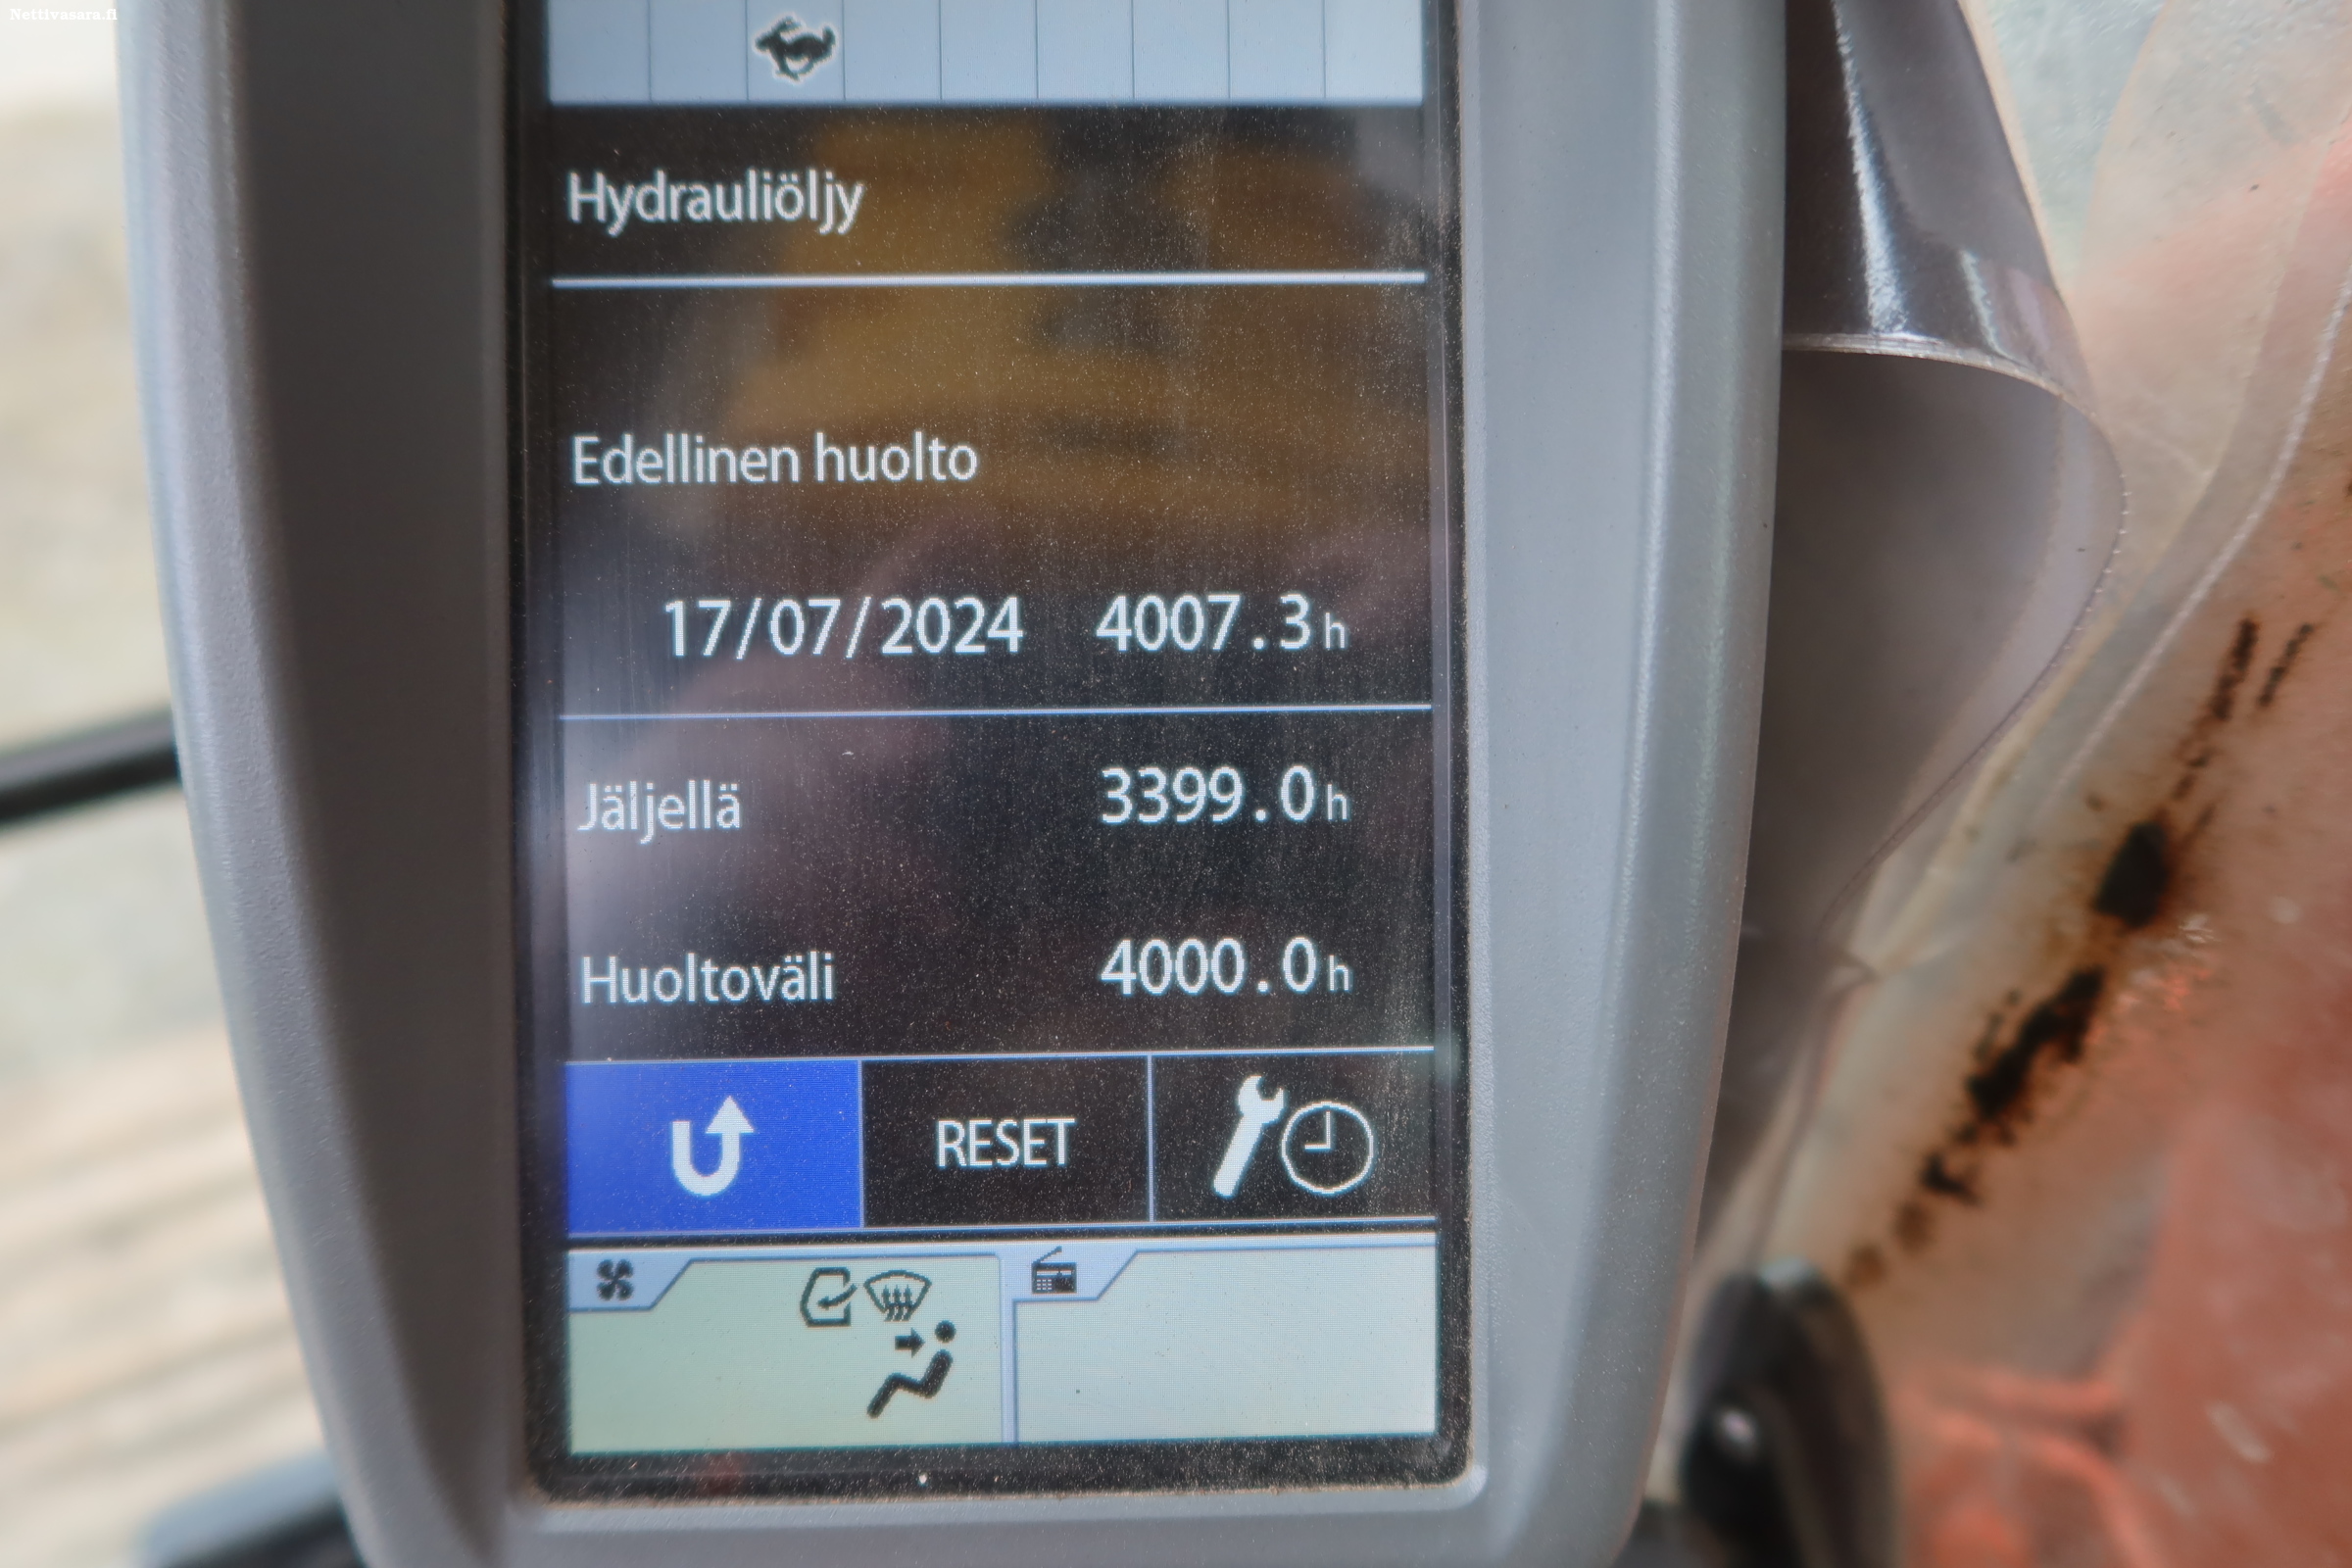 Nettivasara.fi
Hydrauliöljy
Edellinen huolto
17/07/2024 4007.3h
Jäljellä 3399.0h
Huoltoväli 4000.0h
RESET